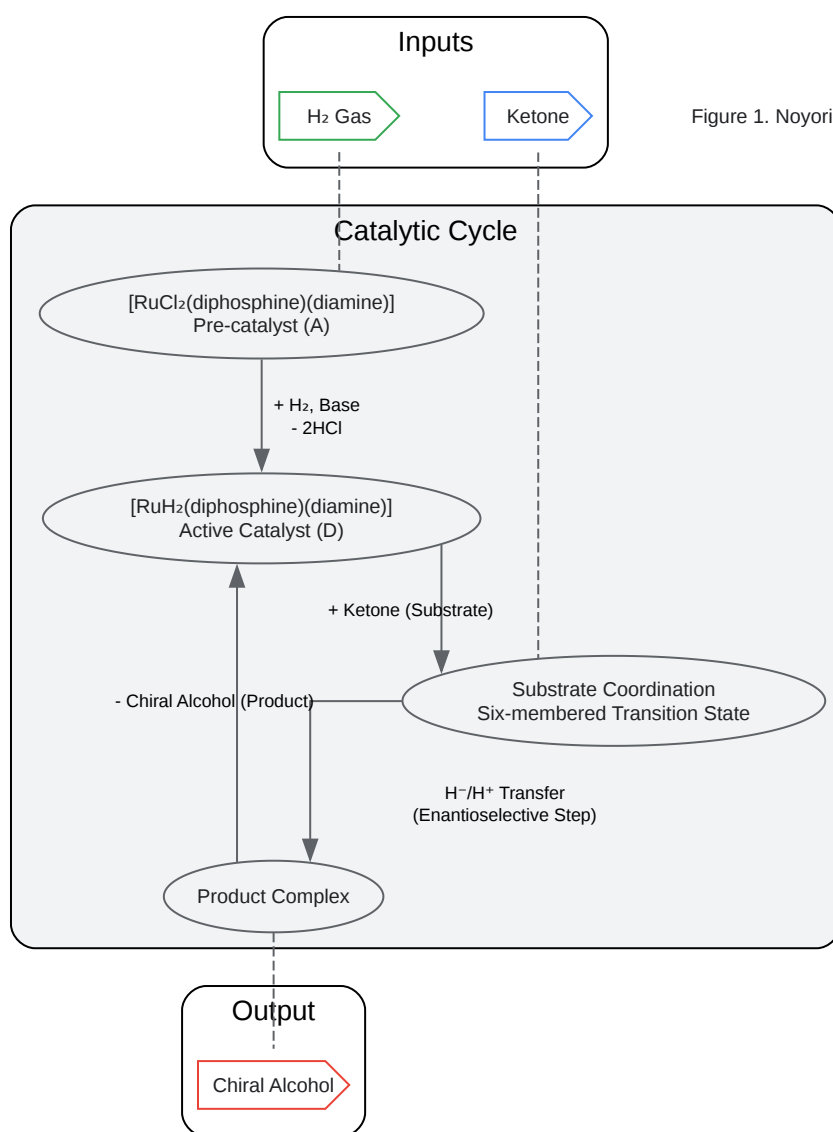 Inputs
H₂ Gas
Ketone
Figure 1. Noyori
Catalytic Cycle
[RuCl₂(diphosphine)(diamine)]
Pre-catalyst (A)
+ H₂, Base
- 2HCl
[RuH₂(diphosphine)(diamine)]
Active Catalyst (D)
+ Ketone (Substrate)
Substrate Coordination
Six-membered Transition State
- Chiral Alcohol (Product)
H⁻/H⁺ Transfer
(Enantioselective Step)
Product Complex
Output
Chiral Alcohol